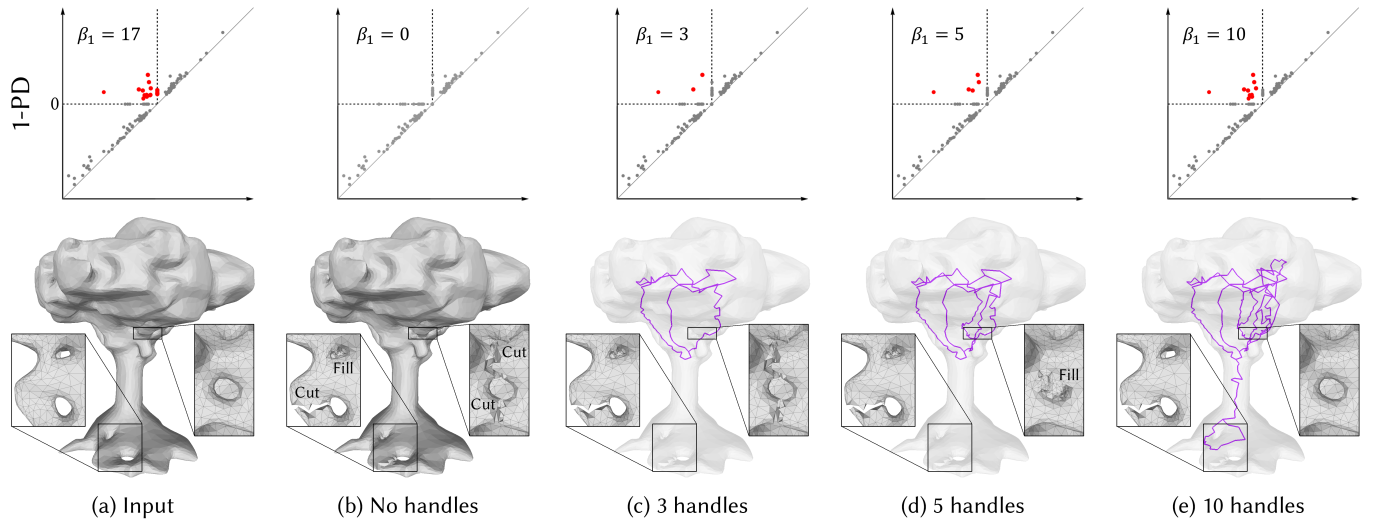 β₁ = 17
β₁ = 0
β₁ = 3
β₁ = 5
β₁ = 10
1-PD
0
Cut
Fill
Cut
Cut
Fill
(a) Input
(b) No handles
(c) 3 handles
(d) 5 handles
(e) 10 handles